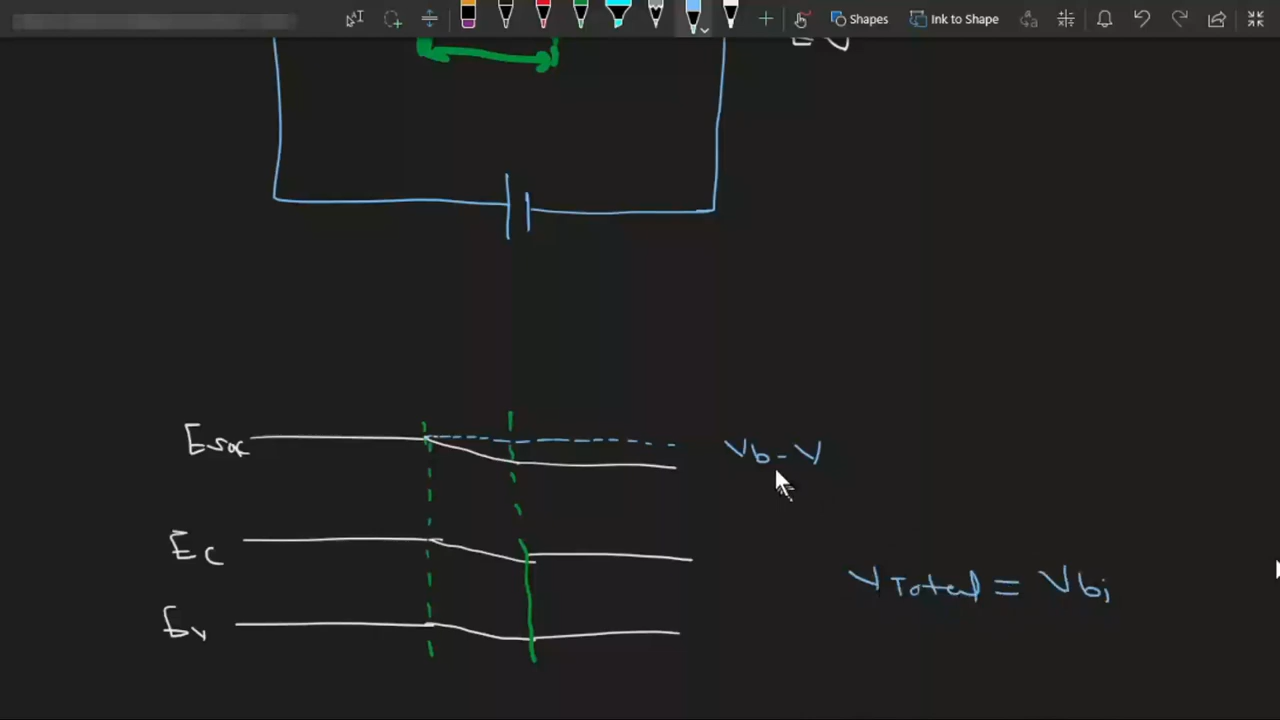 Shapes
Ink to Shape
Evac
Vb - V
Ec
V Total = Vbi
Ev